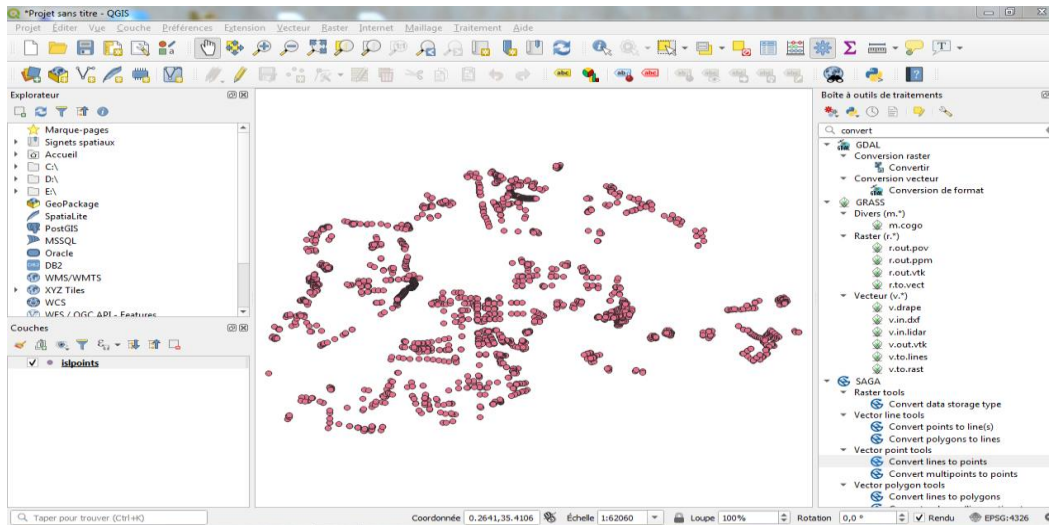 *Projet sans titre - QGIS
Projet Éditer Vue Couche Préférences Extension Vecteur Raster Internet Maillage Traitement Aide
Explorateur
Marque-pages
Signets spatiaux
Accueil
C:\
D:\
E:\
GeoPackage
SpatiaLite
PostGIS
MSSQL
Oracle
DB2
WMS/WMTS
XYZ Tiles
WCS
WFS / OGC API - Features
Couches
islpoints
Boîte à outils de traitements
convert
GDAL
Conversion raster
Convertir
Conversion vecteur
Conversion de format
GRASS
Divers (m.*)
m.cogo
Raster (r.*)
r.out.pov
r.out.ppm
r.out.vtk
r.to.vect
Vecteur (v.*)
v.drape
v.in.dxf
v.in.lidar
v.out.vtk
v.to.lines
v.to.rast
SAGA
Raster tools
Convert data storage type
Vector line tools
Convert points to line(s)
Convert polygons to lines
Vector point tools
Convert lines to points
Convert multipoints to points
Vector polygon tools
Convert lines to polygons
Taper pour trouver (Ctrl+K) Coordonnée 0.2641,35.4106 Échelle 1:62060 Loupe 100% Rotation 0,0 ° Rendu EPSG:4326